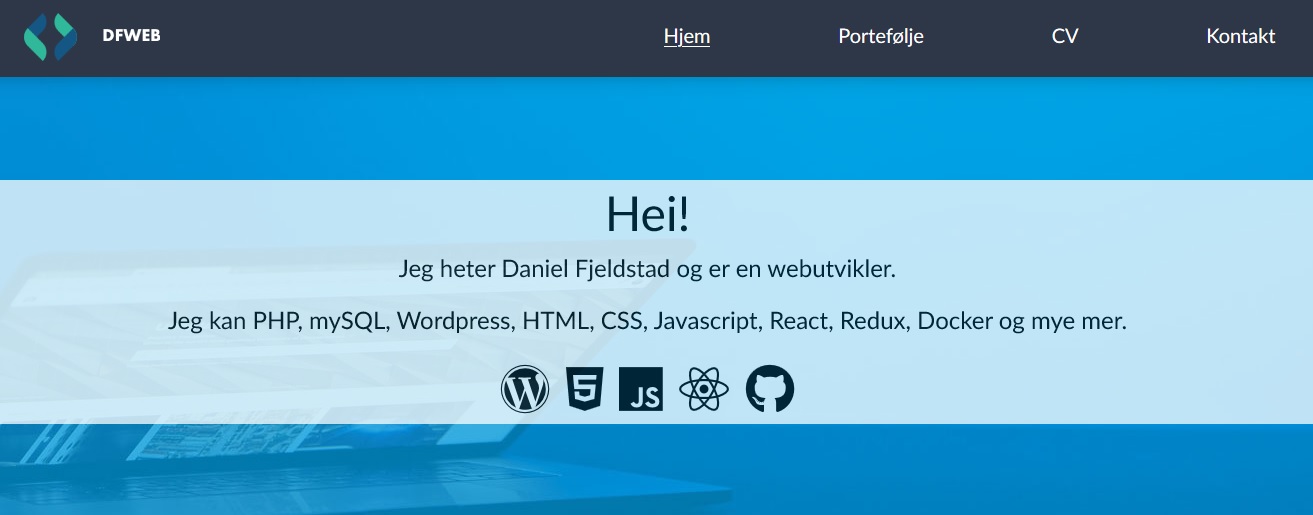 DFWEB
Hjem
Portefølje
CV
Kontakt
Hei!
Jeg heter Daniel Fjeldstad og er en webutvikler.
Jeg kan PHP, mySQL, Wordpress, HTML, CSS, Javascript, React, Redux, Docker og mye mer.
W 5 JS